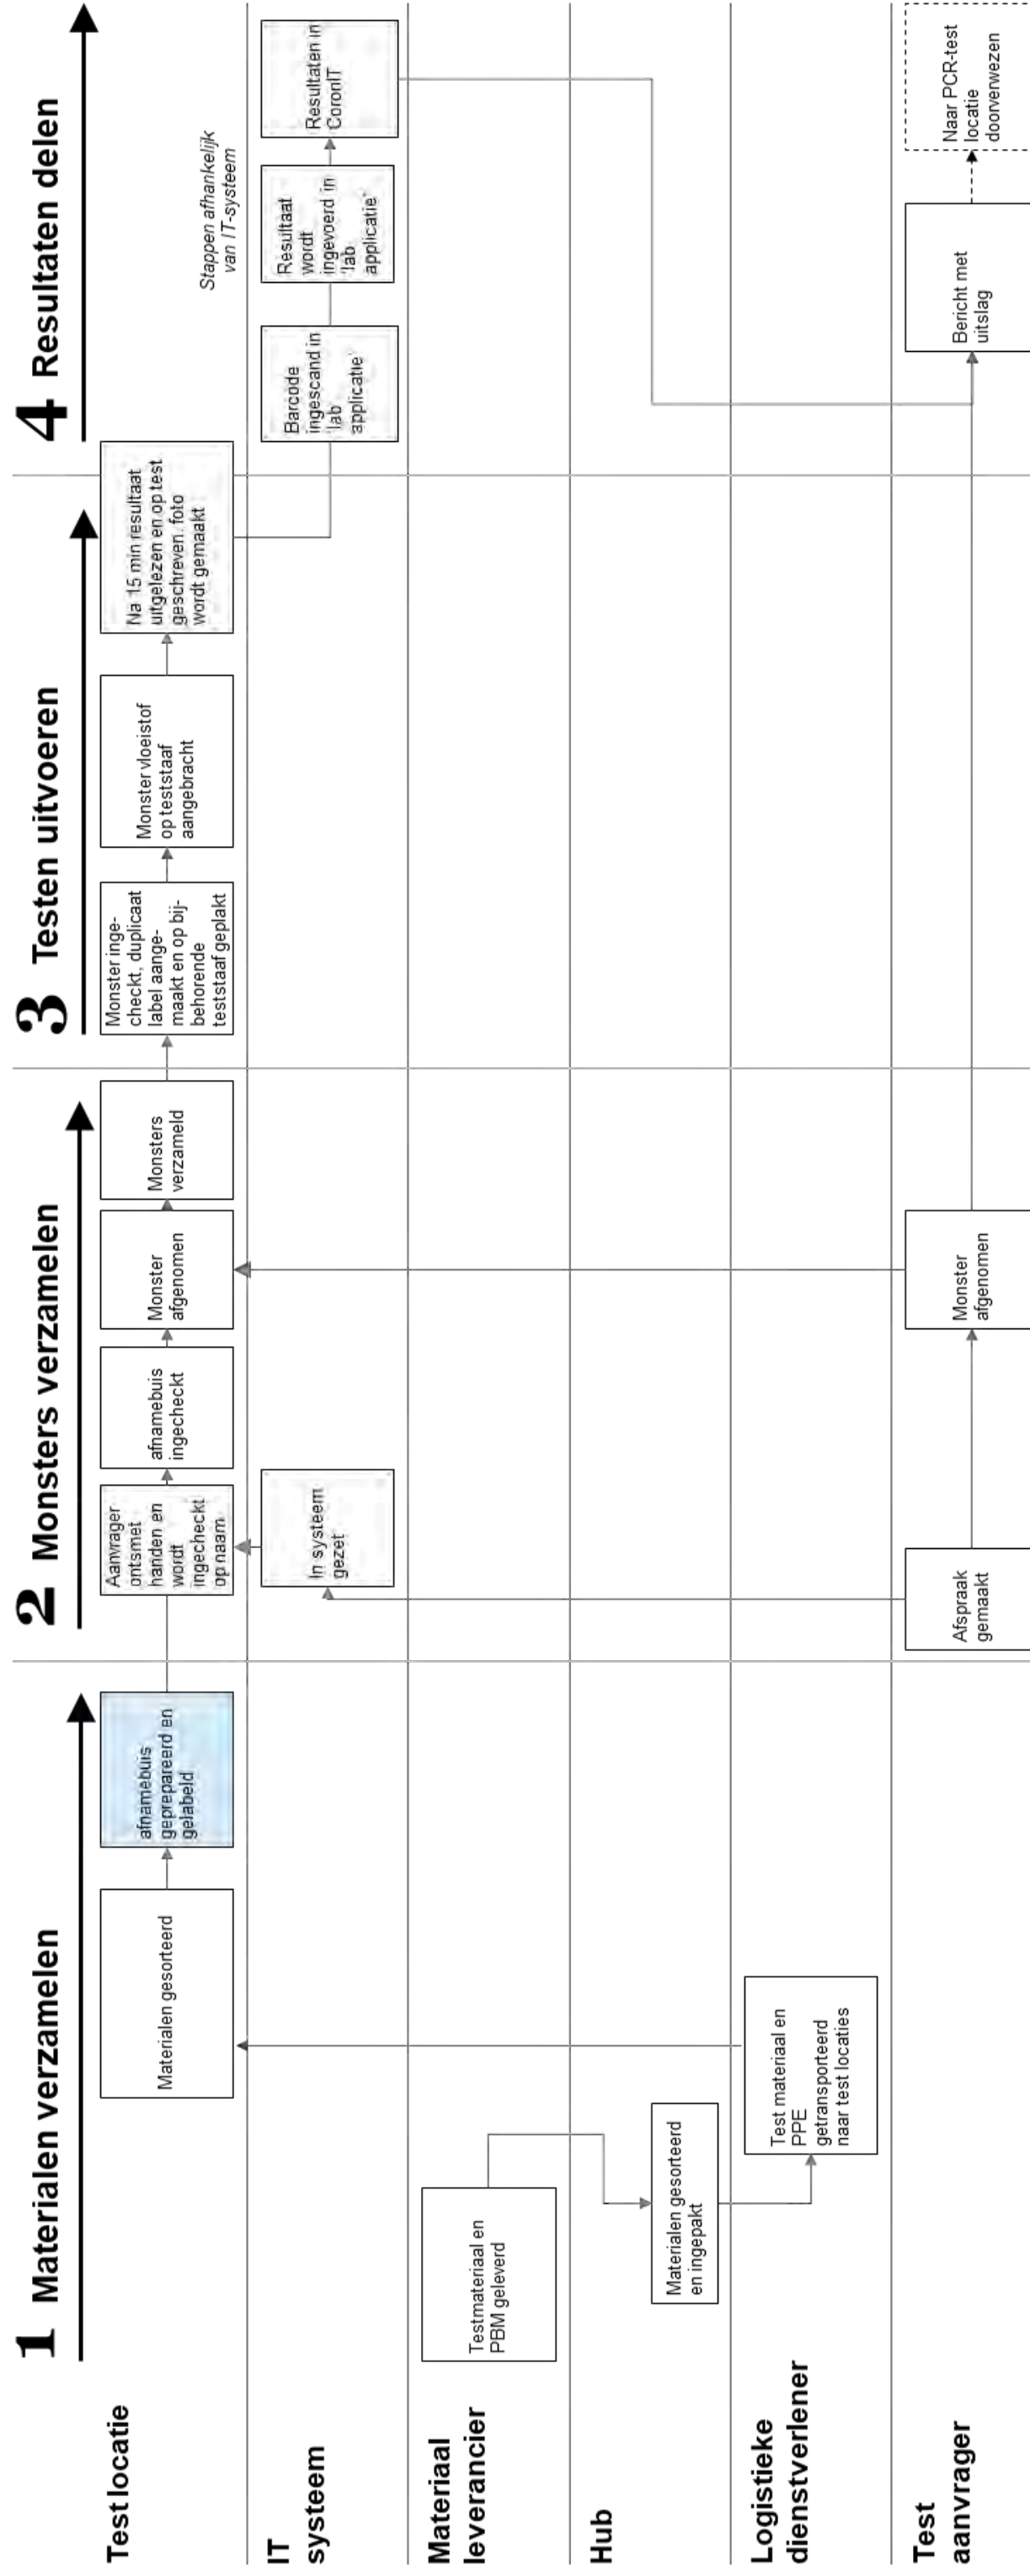 1 Materialen verzamelen
2 Monsters verzamelen
3 Testen uitvoeren
4 Resultaten delen
Test locatie
Materialen gesorteerd
afnamebuis
geprepareerd en
gelabeld
Aanvrager
ontsmet
handen en
wordt
ingecheckt
op naam
afnamebuis
ingecheckt
Monster
afgenomen
Monsters
verzameld
Monster inge-
checkt, duplicaat
label aange-
maakt en op bij-
behorende
teststaaf geplakt
Monster vloeistof
op teststaaf
aangebracht
Na 15 min resultaat
uitgelezen en op test
geschreven. foto
wordt gemaakt
Stappen afhankelijk
van IT-systeem
IT
systeem
In systeem
gezet
Barcode
ingescand in
'lab
applicatie'
Resultaat
wordt
ingevoerd in
'lab
applicatie'
Resultaten in
CoronIT
Materiaal
leverancier
Testmateriaal en
PBM geleverd
Hub
Materialen gesorteerd
en ingepakt
Logistieke
dienstverlener
Test materiaal en
PPE
getransporteerd
naar test locaties
Test
aanvrager
Afspraak
gemaakt
Monster
afgenomen
Bericht met
uitslag
Naar PCR-test
locatie
doorverwezen